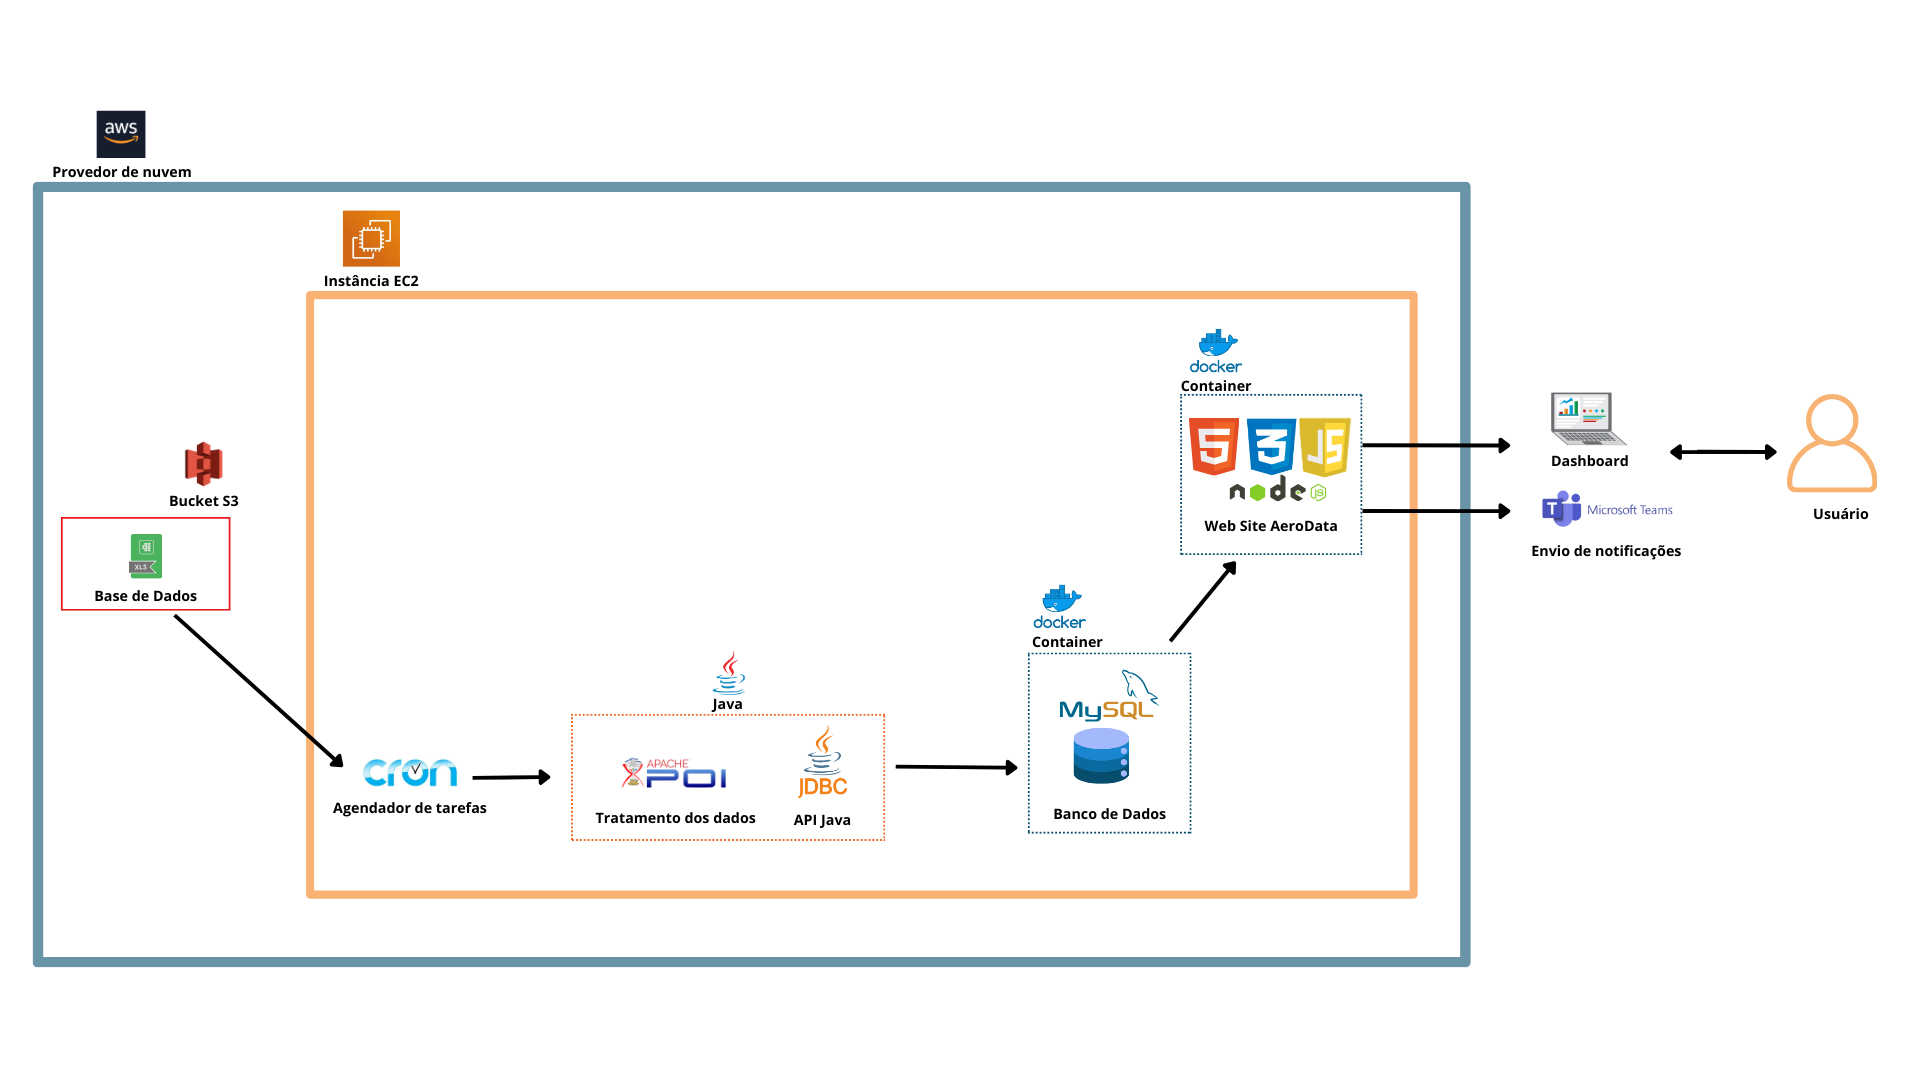 aws
Provedor de nuvem
Instância EC2
docker
Container
5
3
JS
node
JS
Web Site AeroData
Dashboard
Microsoft Teams
T
Envio de notificações
Usuário
Bucket S3
XLS
Base de Dados
cron
Agendador de tarefas
Java
APACHE
POI
Tratamento dos dados
JDBC
API Java
docker
Container
MySQL
Banco de Dados